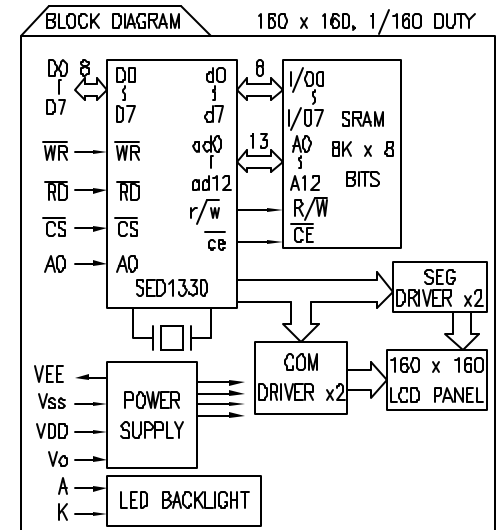 BLOCK DIAGRAM
160 x 160, 1/160 DUTY
D0
D7
8
D0
D7
d0
d7
8
I/O0
I/O7
WR
WR
ad0
ad12
13
A0
A12
SRAM
8K x 8
BITS
RD
RD
r/w
R/W
CS
CS
ce
CE
A0
A0
SED1330
SEG
DRIVER x2
COM
DRIVER x2
160 x 160
LCD PANEL
VEE
Vss
VDD
Vo
POWER
SUPPLY
A
K
LED BACKLIGHT